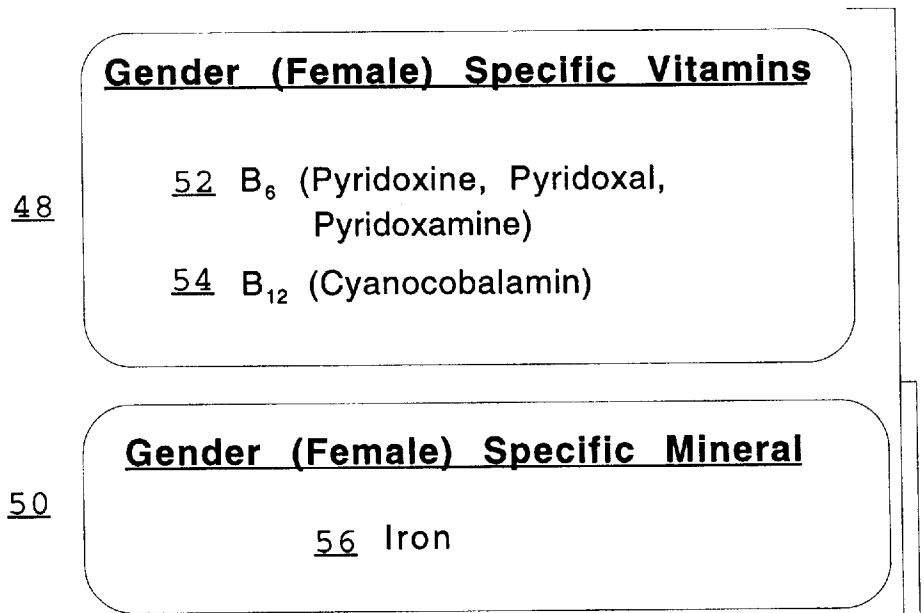 Gender (Female) Specific Vitamins
52 B₆ (Pyridoxine, Pyridoxal,
Pyridoxamine)
48
54 B₁₂ (Cyanocobalamin)
Gender (Female) Specific Mineral
50
56 Iron